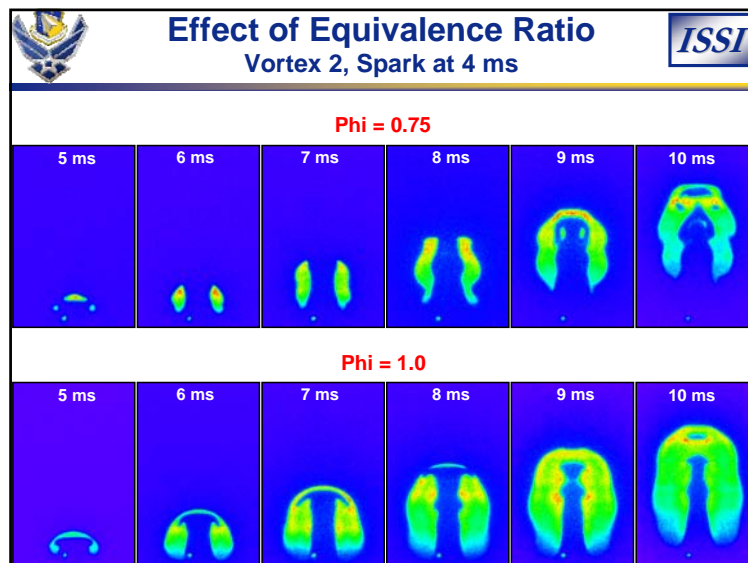 Effect of Equivalence Ratio
Vortex 2, Spark at 4 ms
ISSI
Phi = 0.75
5 ms 6 ms 7 ms 8 ms 9 ms 10 ms
Phi = 1.0
5 ms 6 ms 7 ms 8 ms 9 ms 10 ms